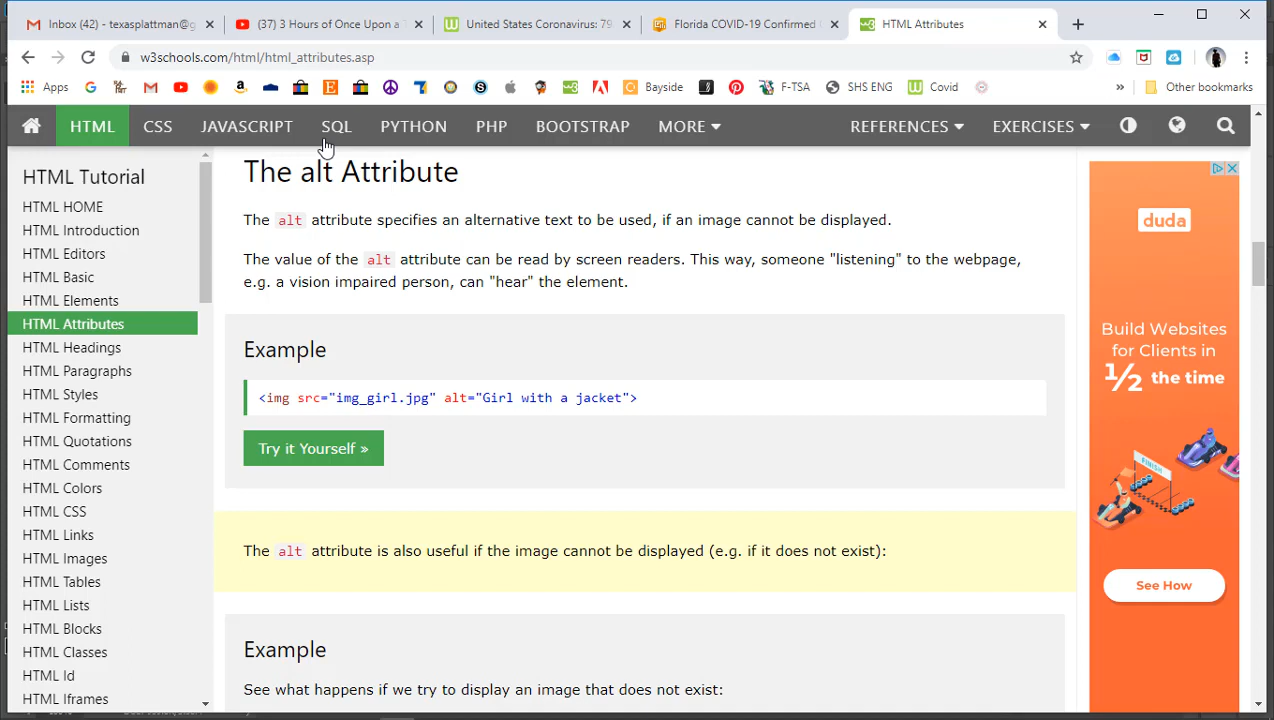 Inbox (42) - texasplattman@g
(37) 3 Hours of Once Upon a
United States Coronavirus: 79
Florida COVID-19 Confirmed
HTML Attributes
w3schools.com/html/html_attributes.asp
Apps
Bayside
F-TSA
SHS ENG
Covid
»
Other bookmarks
HTML
CSS
JAVASCRIPT
SQL
PYTHON
PHP
BOOTSTRAP
MORE
REFERENCES
EXERCISES
HTML Tutorial
HTML HOME
HTML Introduction
HTML Editors
HTML Basic
HTML Elements
HTML Attributes
HTML Headings
HTML Paragraphs
HTML Styles
HTML Formatting
HTML Quotations
HTML Comments
HTML Colors
HTML CSS
HTML Links
HTML Images
HTML Tables
HTML Lists
HTML Blocks
HTML Classes
HTML Id
HTML Iframes
The alt Attribute
The alt attribute specifies an alternative text to be used, if an image cannot be displayed.
The value of the alt attribute can be read by screen readers. This way, someone "listening" to the webpage,
e.g. a vision impaired person, can "hear" the element.
Example
<img src="img_girl.jpg" alt="Girl with a jacket">
Try it Yourself »
The alt attribute is also useful if the image cannot be displayed (e.g. if it does not exist):
Example
See what happens if we try to display an image that does not exist:
duda
Build Websites
for Clients in
1/2 the time
FINISH
See How